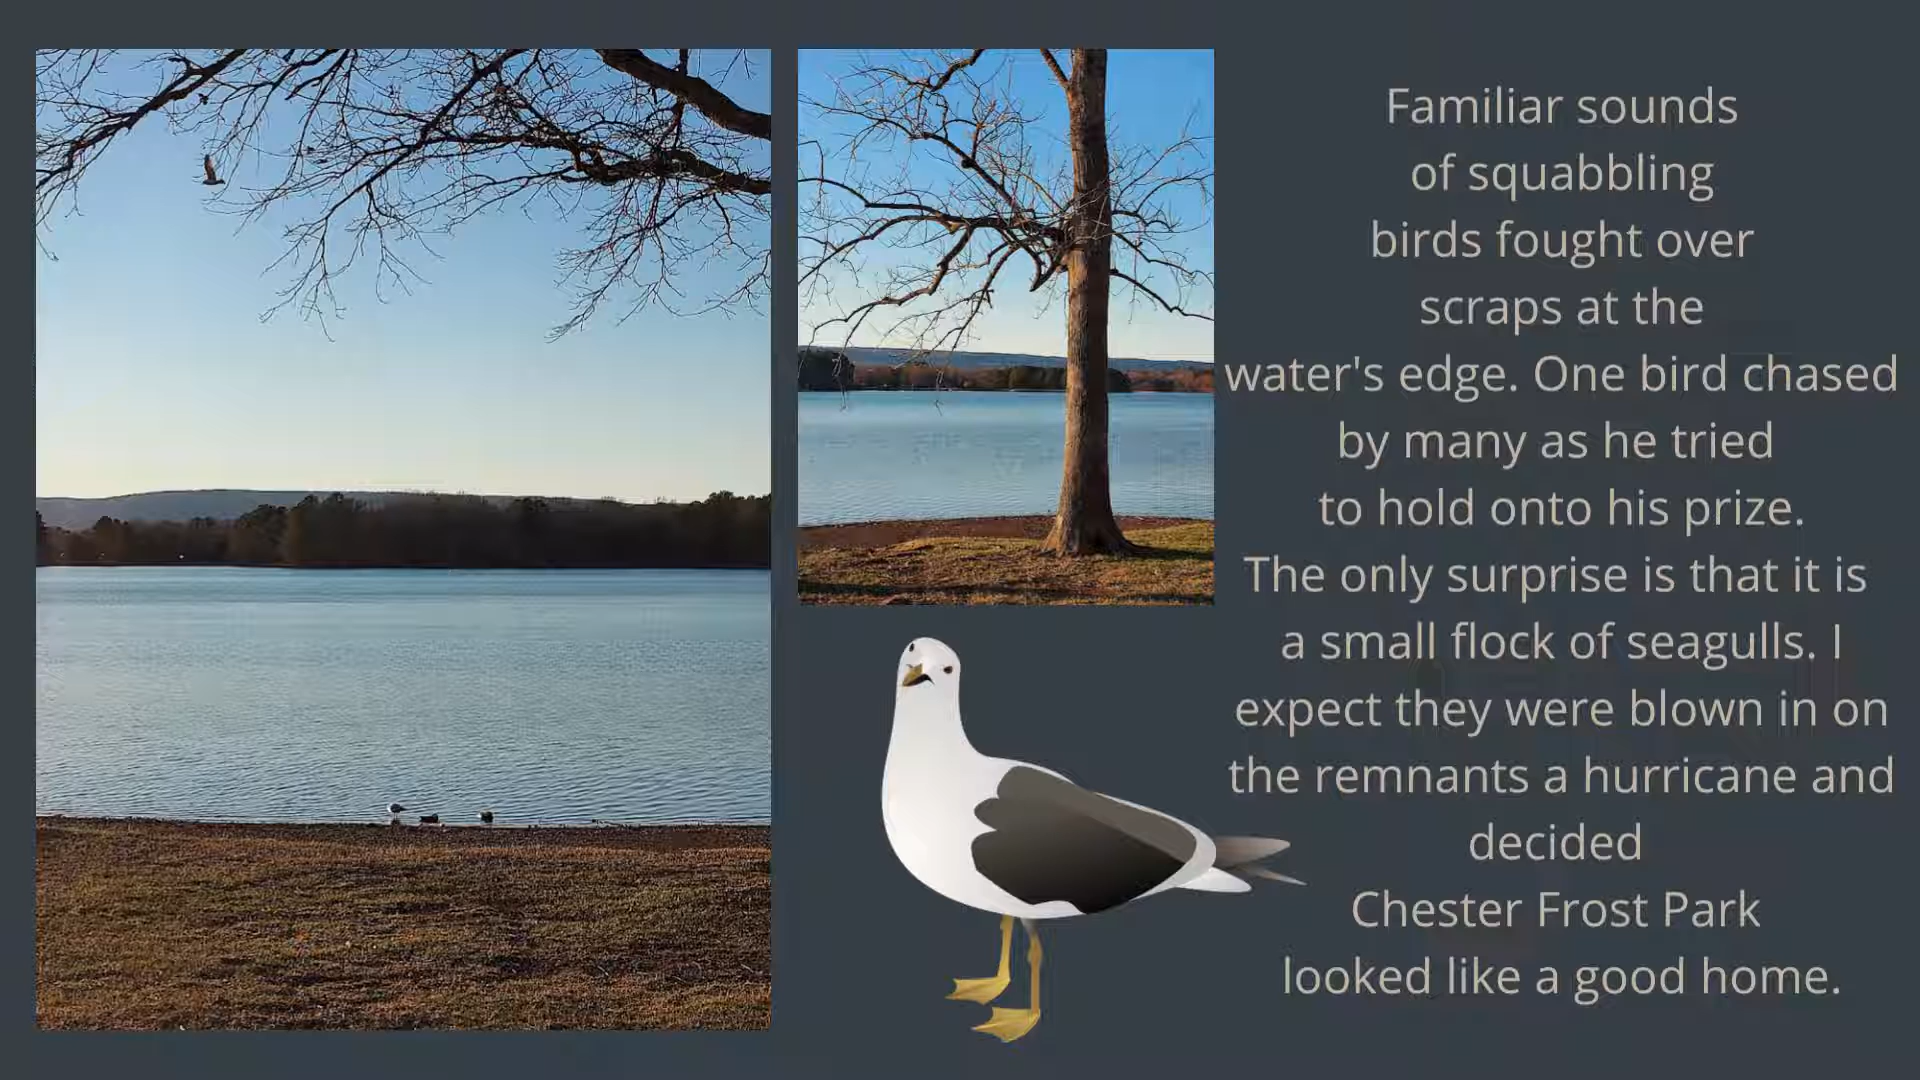 Familiar sounds
of squabbling
birds fought over
scraps at the
water's edge. One bird chased
by many as he tried
to hold onto his prize.
The only surprise is that it is
a small flock of seagulls. I
expect they were blown in on
the remnants a hurricane and
decided
Chester Frost Park
looked like a good home.